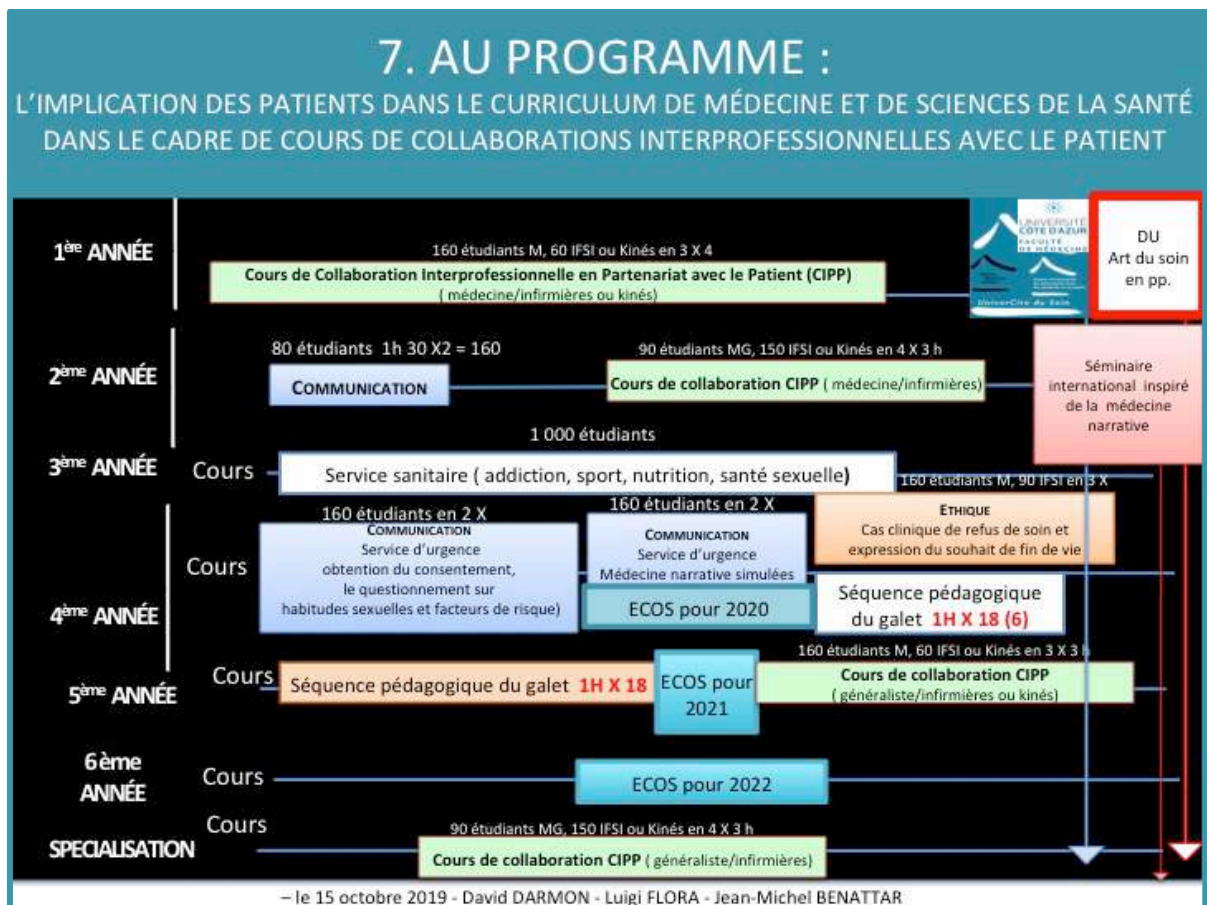 7. AU PROGRAMME :
L'IMPLICATION DES PATIENTS DANS LE CURRICULUM DE MÉDECINE ET DE SCIENCES DE LA SANTÉ
DANS LE CADRE DE COURS DE COLLABORATIONS INTERPROFESSIONNELLES AVEC LE PATIENT
1ère ANNÉE
160 étudiants M, 60 IFSI ou Kinés en 3 X 4
Cours de Collaboration Interprofessionnelle en Partenariat avec le Patient (CIPP)
( médecine/infirmières ou kinés)
UNIVERSITÉ
CÔTE D'AZUR
FACULTÉ
DE MÉDECINE
UniverCité du Soin
DU
Art du soin
en pp.
2ème ANNÉE
80 étudiants 1h 30 X2 = 160
COMMUNICATION
90 étudiants MG, 150 IFSI ou Kinés en 4 X 3 h
Cours de collaboration CIPP ( médecine/infirmières)
Séminaire
international inspiré
de la médecine
narrative
3ème ANNÉE
Cours
1 000 étudiants
Service sanitaire ( addiction, sport, nutrition, santé sexuelle)
4ème ANNÉE
Cours
160 étudiants en 2 X
COMMUNICATION
Service d'urgence
obtention du consentement,
le questionnement sur
habitudes sexuelles et facteurs de risque)
160 étudiants en 2 X
COMMUNICATION
Service d'urgence
Médecine narrative simulées
ECOS pour 2020
160 étudiants M, 90 IFSI en 3 X
ETHIQUE
Cas clinique de refus de soin et
expression du souhait de fin de vie
Séquence pédagogique
du galet 1H X 18 (6)
5ème ANNÉE
Cours
Séquence pédagogique du galet 1H X 18
ECOS pour
2021
160 étudiants M, 60 IFSI ou Kinés en 3 X 3 h
Cours de collaboration CIPP
( généraliste/infirmières ou kinés)
6ème
ANNÉE
Cours
ECOS pour 2022
SPECIALISATION
Cours
90 étudiants MG, 150 IFSI ou Kinés en 4 X 3 h
Cours de collaboration CIPP ( généraliste/infirmières)
– le 15 octobre 2019 - David DARMON - Luigi FLORA - Jean-Michel BENATTAR